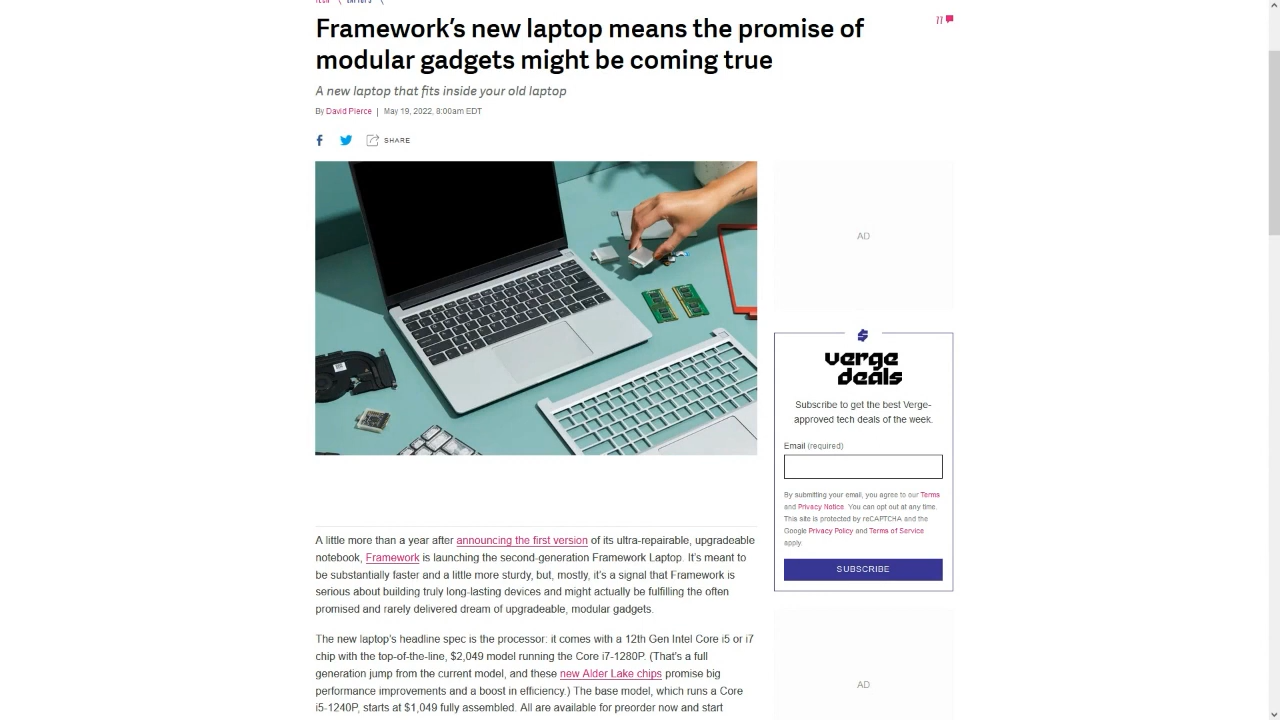 Framework's new laptop means the promise of
modular gadgets might be coming true
77
A new laptop that fits inside your old laptop
By David Pierce | May 19, 2022, 8:00am EDT
SHARE
AD
verge
deals
Subscribe to get the best Verge-
approved tech deals of the week.
Email (required)
By submitting your email, you agree to our Terms
and Privacy Notice. You can opt out at any time.
This site is protected by reCAPTCHA and the
Google Privacy Policy and Terms of Service
apply.
SUBSCRIBE
A little more than a year after announcing the first version of its ultra-repairable, upgradeable
notebook, Framework is launching the second-generation Framework Laptop. It's meant to
be substantially faster and a little more sturdy, but, mostly, it's a signal that Framework is
serious about building truly long-lasting devices and might actually be fulfilling the often
promised and rarely delivered dream of upgradeable, modular gadgets.
The new laptop's headline spec is the processor: it comes with a 12th Gen Intel Core i5 or i7
chip with the top-of-the-line, $2,049 model running the Core i7-1280P. (That's a full
generation jump from the current model, and these new Alder Lake chips promise big
performance improvements and a boost in efficiency.) The base model, which runs a Core
i5-1240P, starts at $1,049 fully assembled. All are available for preorder now and start
AD